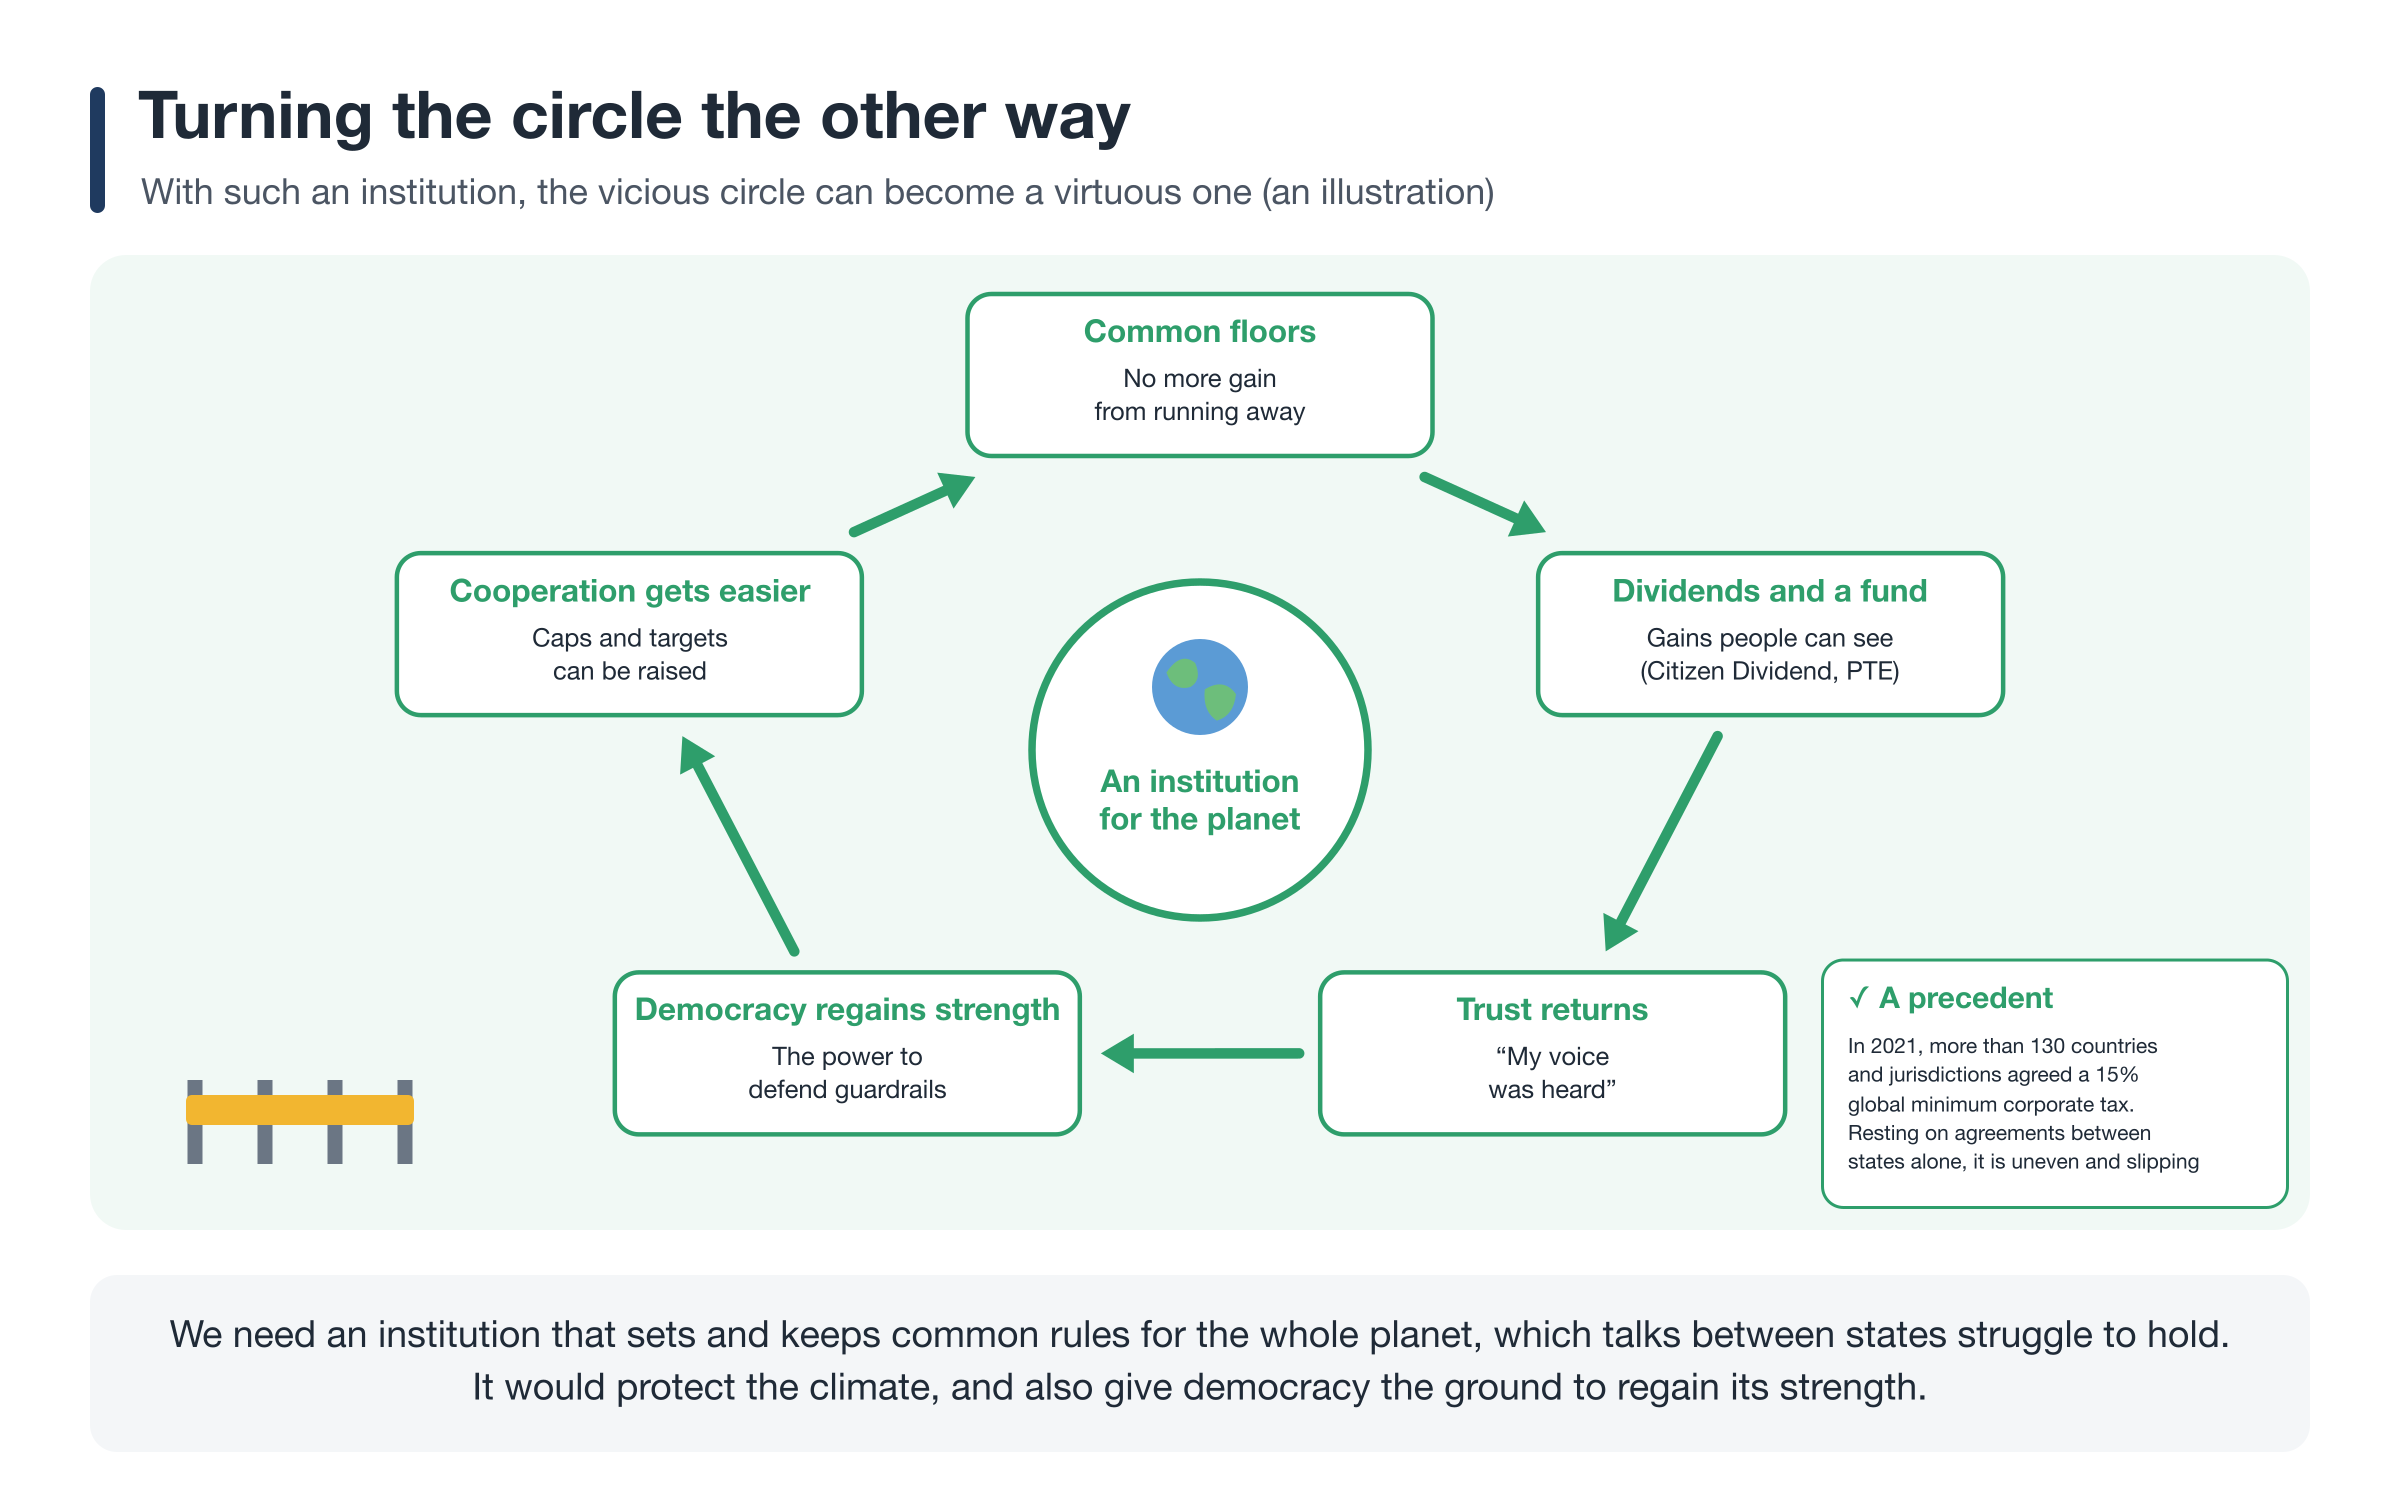 Turning the circle the other way
With such an institution, the vicious circle can become a virtuous one (an illustration)
Common floors
No more gain
from running away
Cooperation gets easier
Caps and targets
can be raised
Dividends and a fund
Gains people can see
(Citizen Dividend, PTE)
An institution
for the planet
Democracy regains strength
The power to
defend guardrails
Trust returns
“My voice
was heard”
✓ A precedent
In 2021, more than 130 countries
and jurisdictions agreed a 15%
global minimum corporate tax.
Resting on agreements between
states alone, it is uneven and slipping
We need an institution that sets and keeps common rules for the whole planet, which talks between states struggle to hold.
It would protect the climate, and also give democracy the ground to regain its strength.